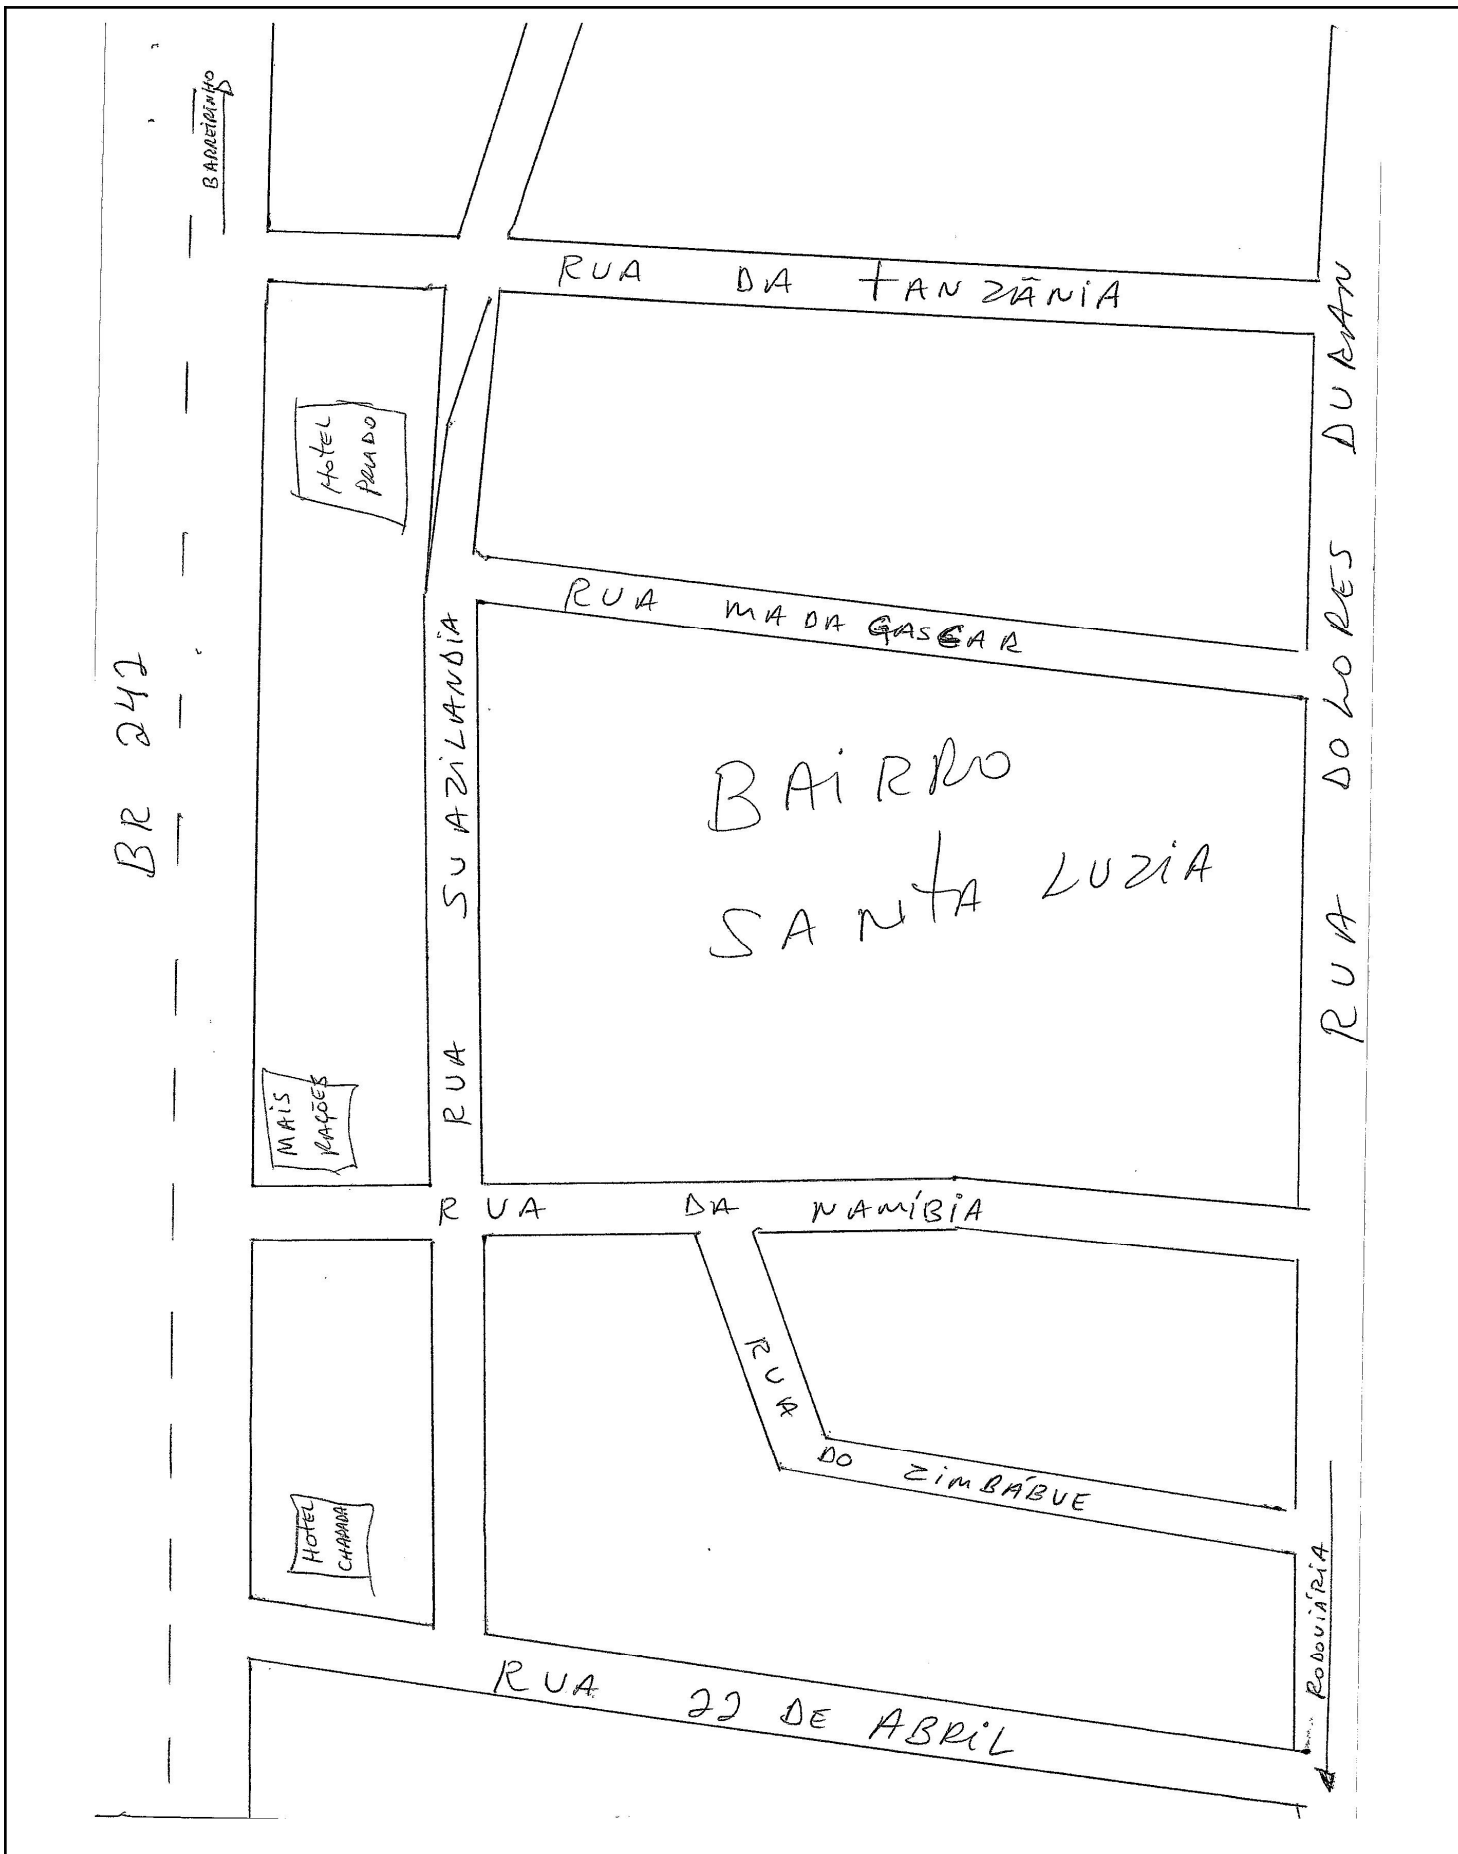 BARREIRINHO
RUA DA TANZÂNIA
HOTEL
PRADO
RUA MADAGASCAR
BR 242
RUA SUAZILANDIA
RUA DOLORES DURAN
BAIRRO
SANTA LUZIA
MAIS
RAÇÕES
RUA DA NAMÍBIA
RUA DO ZIMBÁBUE
HOTEL
CHAPADA
RODOVIÁRIA
RUA 22 DE ABRIL